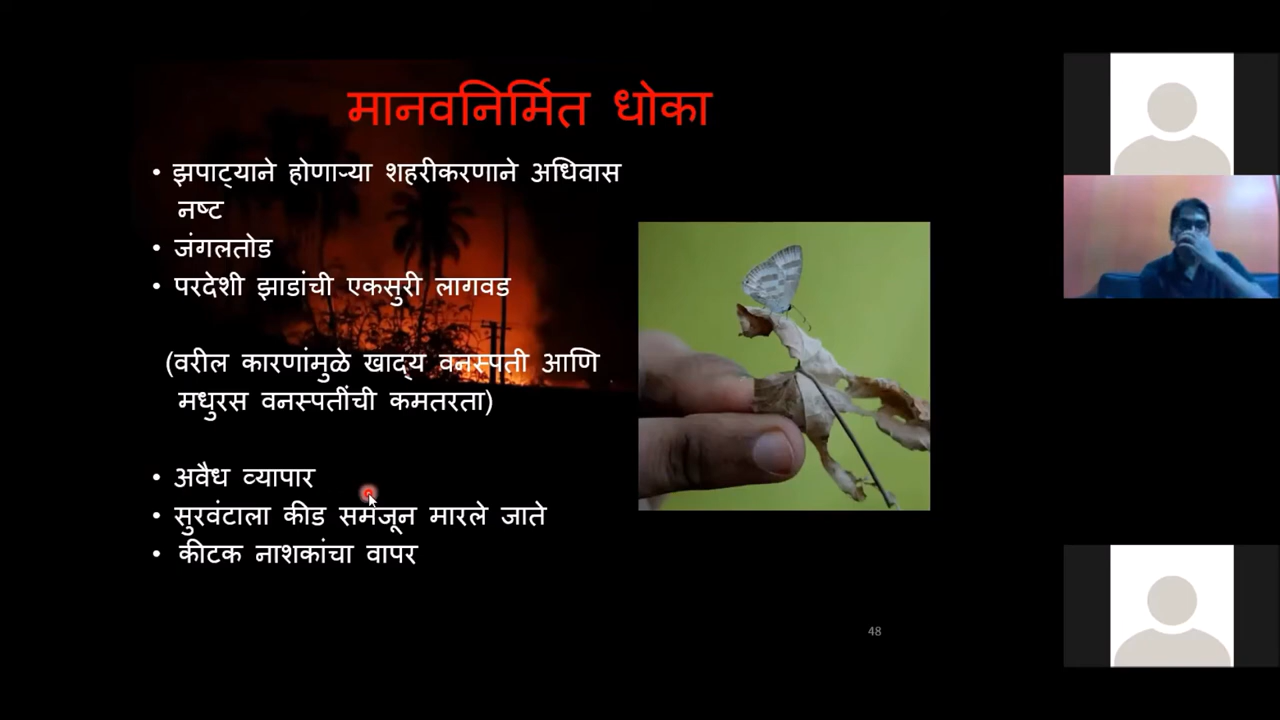 मानवनिर्मित धोका
• झपाट्याने होणाऱ्या शहरीकरणाने अधिवास
नष्ट
• जंगलतोड
• परदेशी झाडांची एकसुरी लागवड
(वरील कारणांमुळे खाद्य वनस्पती आणि
मधुरस वनस्पतींची कमतरता)
• अवैध व्यापार
• सुरवंटाला कीड समजून मारले जाते
• कीटक नाशकांचा वापर
48